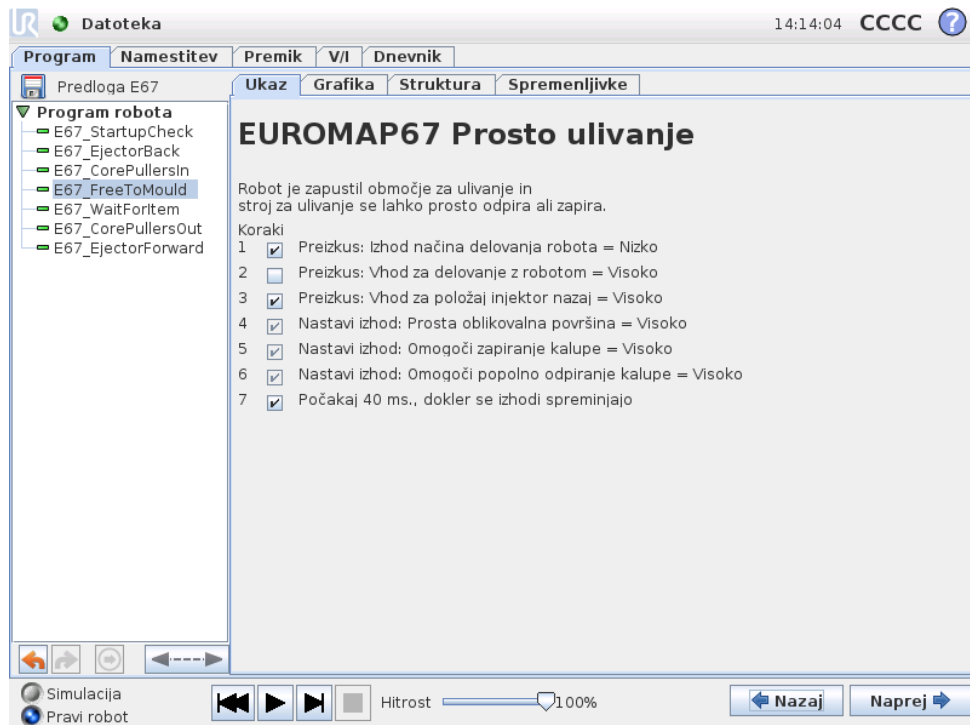 UR Datoteka 14:14:04 CCCC ?
Program Namestitev Premik V/I Dnevnik
Predloga E67 Ukaz Grafika Struktura Spremenljivke
Program robota
E67_StartupCheck
E67_EjectorBack
E67_CorePullersIn
E67_FreeToMould
E67_WaitForItem
E67_CorePullersOut
E67_EjectorForward
EUROMAP67 Prosto ulivanje
Robot je zapustil območje za ulivanje in
stroj za ulivanje se lahko prosto odpira ali zapira.
Koraki
1 Preizkus: Izhod načina delovanja robota = Nizko
2 Preizkus: Vhod za delovanje z robotom = Visoko
3 Preizkus: Vhod za položaj injektor nazaj = Visoko
4 Nastavi izhod: Prosta oblikovalna površina = Visoko
5 Nastavi izhod: Omogoči zapiranje kalupe = Visoko
6 Nastavi izhod: Omogoči popolno odpiranje kalupe = Visoko
7 Počakaj 40 ms., dokler se izhodi spreminjajo
Simulacija
Pravi robot
Hitrost 100% Nazaj Naprej